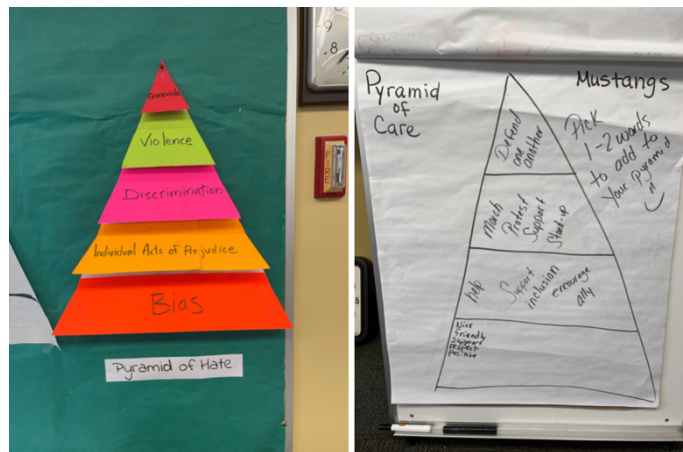 Genocide
Violence
Discrimination
Individual Acts of Prejudice
Bias
Pyramid of Hate
Pyramid
of
Care
Mustangs
Pick
1-2 words
to add to
your pyramid
Defend
one
another
March
Protest
Support
Stand-up
help
Support
inclusion
encourage
ally
Nice
friendly
support
respect
positive